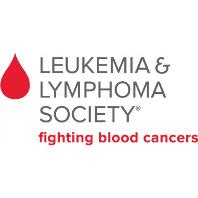 LEUKEMIA &
LYMPHOMA
SOCIETY®
fighting blood cancers